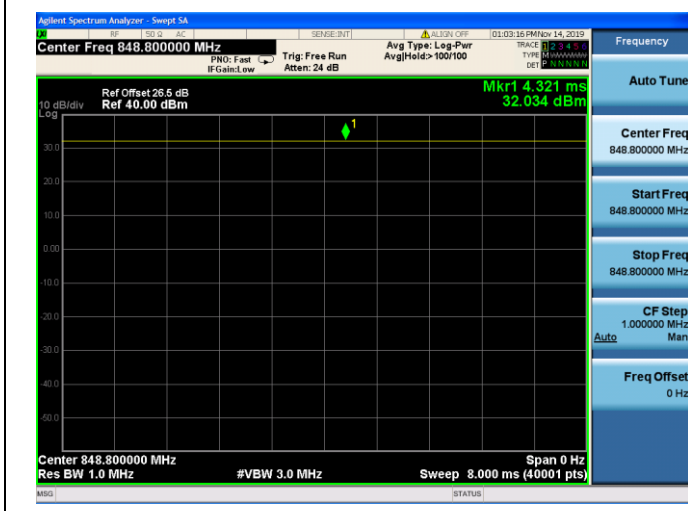 Agilent Spectrum Analyzer - Swept SA
RF 50 Ω AC SENSE:INT ALIGN OFF 01:03:16 PM Nov 14, 2019
Center Freq 848.800000 MHz
PNO: Fast
IFGain:Low
Trig: Free Run
Atten: 24 dB
Avg Type: Log-Pwr
Avg|Hold:> 100/100
TRACE 1 2 3 4 5 6
TYPE M WWWWW
DET P N N N N N
Ref Offset 26.5 dB
Ref 40.00 dBm
10 dB/div
Log
Mkr1 4.321 ms
32.034 dBm
1
30.0
20.0
10.0
0.00
-10.0
-20.0
-30.0
-40.0
-50.0
Center 848.800000 MHz
Span 0 Hz
Res BW 1.0 MHz
#VBW 3.0 MHz
Sweep 8.000 ms (40001 pts)
MSG
STATUS
Frequency
Auto Tune
Center Freq
848.800000 MHz
Start Freq
848.800000 MHz
Stop Freq
848.800000 MHz
CF Step
1.000000 MHz
Auto Man
Freq Offset
0 Hz